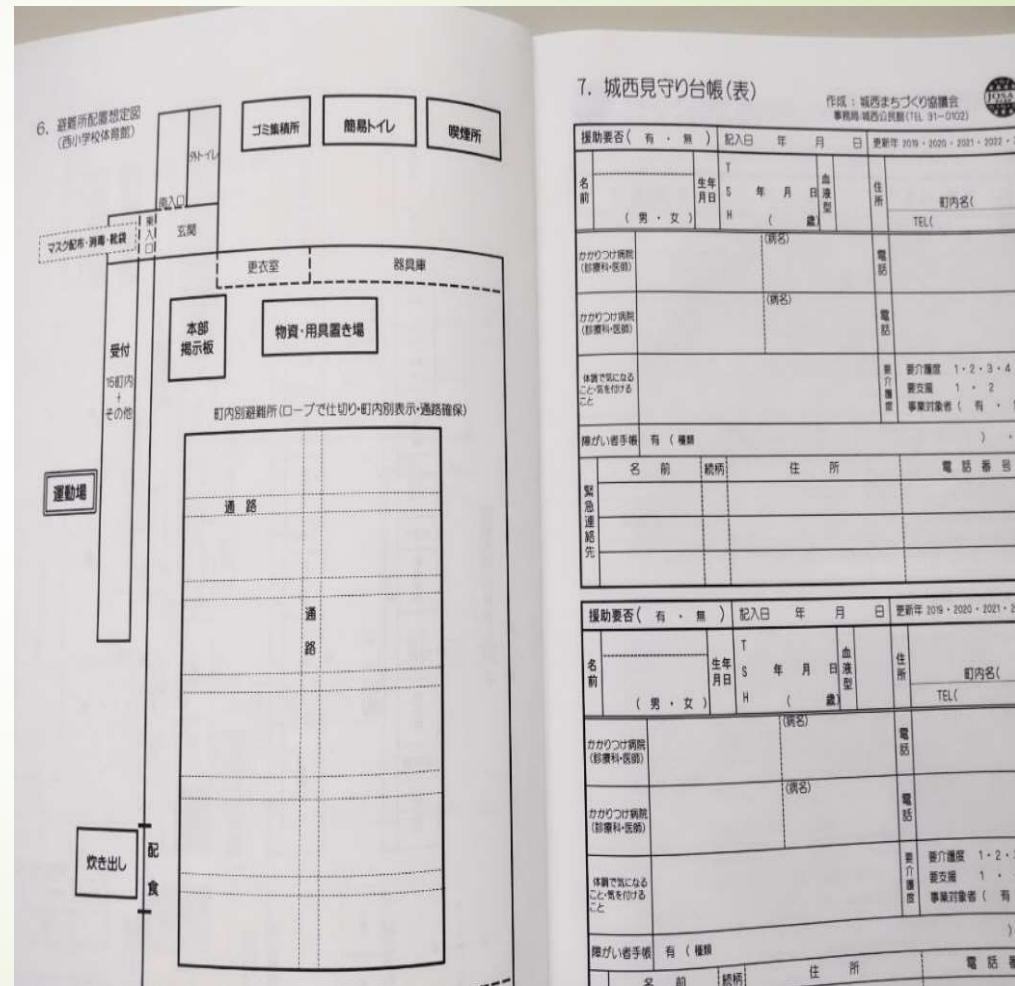 6. 避難所配置想定図
(西小学校体育館)
ゴミ集積所
簡易トイレ
喫煙所
外トイレ
南入口
マスク配布・消毒・靴袋
東入口
玄関
更衣室
器具庫
本部
掲示板
物資・用具置き場
受付
15町内
+
その他
町内別避難所(ロープで仕切り・町内別表示・通路確保)
運動場
通 路
通路
炊き出し
配食
7. 城西見守り台帳(表)
作成:城西まちづくり協議会
事務局:城西公民館(TEL 31-0102)
援助要否( 有 ・ 無 ) 記入日 年 月 日 更新年 2019・2020・2021・2022・
名前 (男・女) 生年月日 T S H 年 月 日 ( 歳) 血液型 住所 町内名(
TEL(
かかりつけ病院
(診療科・医師) (病名) 電話
かかりつけ病院
(診療科・医師) (病名) 電話
体調で気になる
こと・気を付ける
こと
要介護度 要介護度 1・2・3・4
要支援 1 ・ 2
事業対象者( 有 ・
障がい者手帳 有 (種類 ) ・
緊急連絡先 名 前 続柄 住 所 電 話 番 号
援助要否( 有 ・ 無 ) 記入日 年 月 日 更新年 2019・2020・2021・
名前 (男・女) 生年月日 T S H 年 月 日 ( 歳) 血液型 住所 町内名(
TEL(
かかりつけ病院
(診療科・医師) (病名) 電話
かかりつけ病院
(診療科・医師) (病名) 電話
体調で気になる
こと・気を付ける
こと
要介護度 要介護度 1・2・
要支援 1 ・
事業対象者( 有
障がい者手帳 有 (種類 )
名 前 続柄 住 所 電 話 番